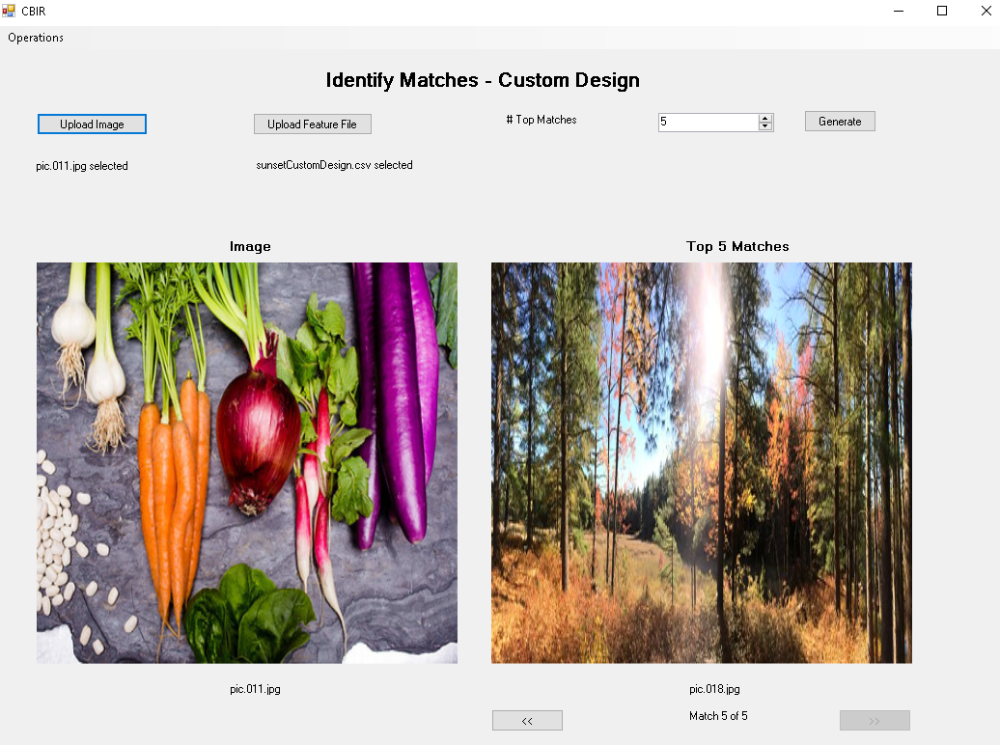 CBIR
Operations
Identify Matches - Custom Design
Upload Image
Upload Feature File
# Top Matches
5
Generate
pic.011.jpg selected
sunsetCustomDesign.csv selected
Image
Top 5 Matches
pic.011.jpg
pic.018.jpg
<<
Match 5 of 5
>>